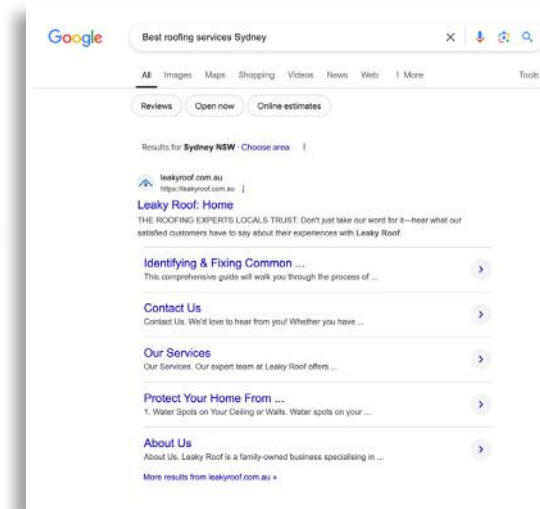 Google
Best roofing services Sydney
All Images Maps Shopping Videos News Web More Tools
Reviews Open now Online estimates
Results for Sydney NSW · Choose area
leakyroof.com.au
https://leakyroof.com.au
Leaky Roof: Home
THE ROOFING EXPERTS LOCALS TRUST. Don't just take our word for it—hear what our
satisfied customers have to say about their experiences with Leaky Roof.
Identifying & Fixing Common ...
This comprehensive guide will walk you through the process of ...
Contact Us
Contact Us. We'd love to hear from you! Whether you have ...
Our Services
Our Services. Our expert team at Leaky Roof offers ...
Protect Your Home From ...
1. Water Spots on Your Ceiling or Walls. Water spots on your ...
About Us
About Us. Leaky Roof is a family-owned business specialising in ...
More results from leakyroof.com.au »